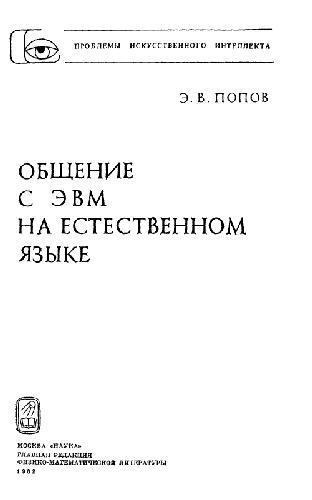 ПРОБЛЕМЫ ИСКУССТВЕННОГО ИНТЕЛЛЕКТА
Э. В. ПОПОВ
ОБЩЕНИЕ
С ЭВМ
НА ЕСТЕСТВЕННОМ
ЯЗЫКЕ
МОСКВА «НАУКА»
ГЛАВНАЯ РЕДАКЦИЯ
ФИЗИКО-МАТЕМАТИЧЕСКОЙ ЛИТЕРАТУРЫ
1982